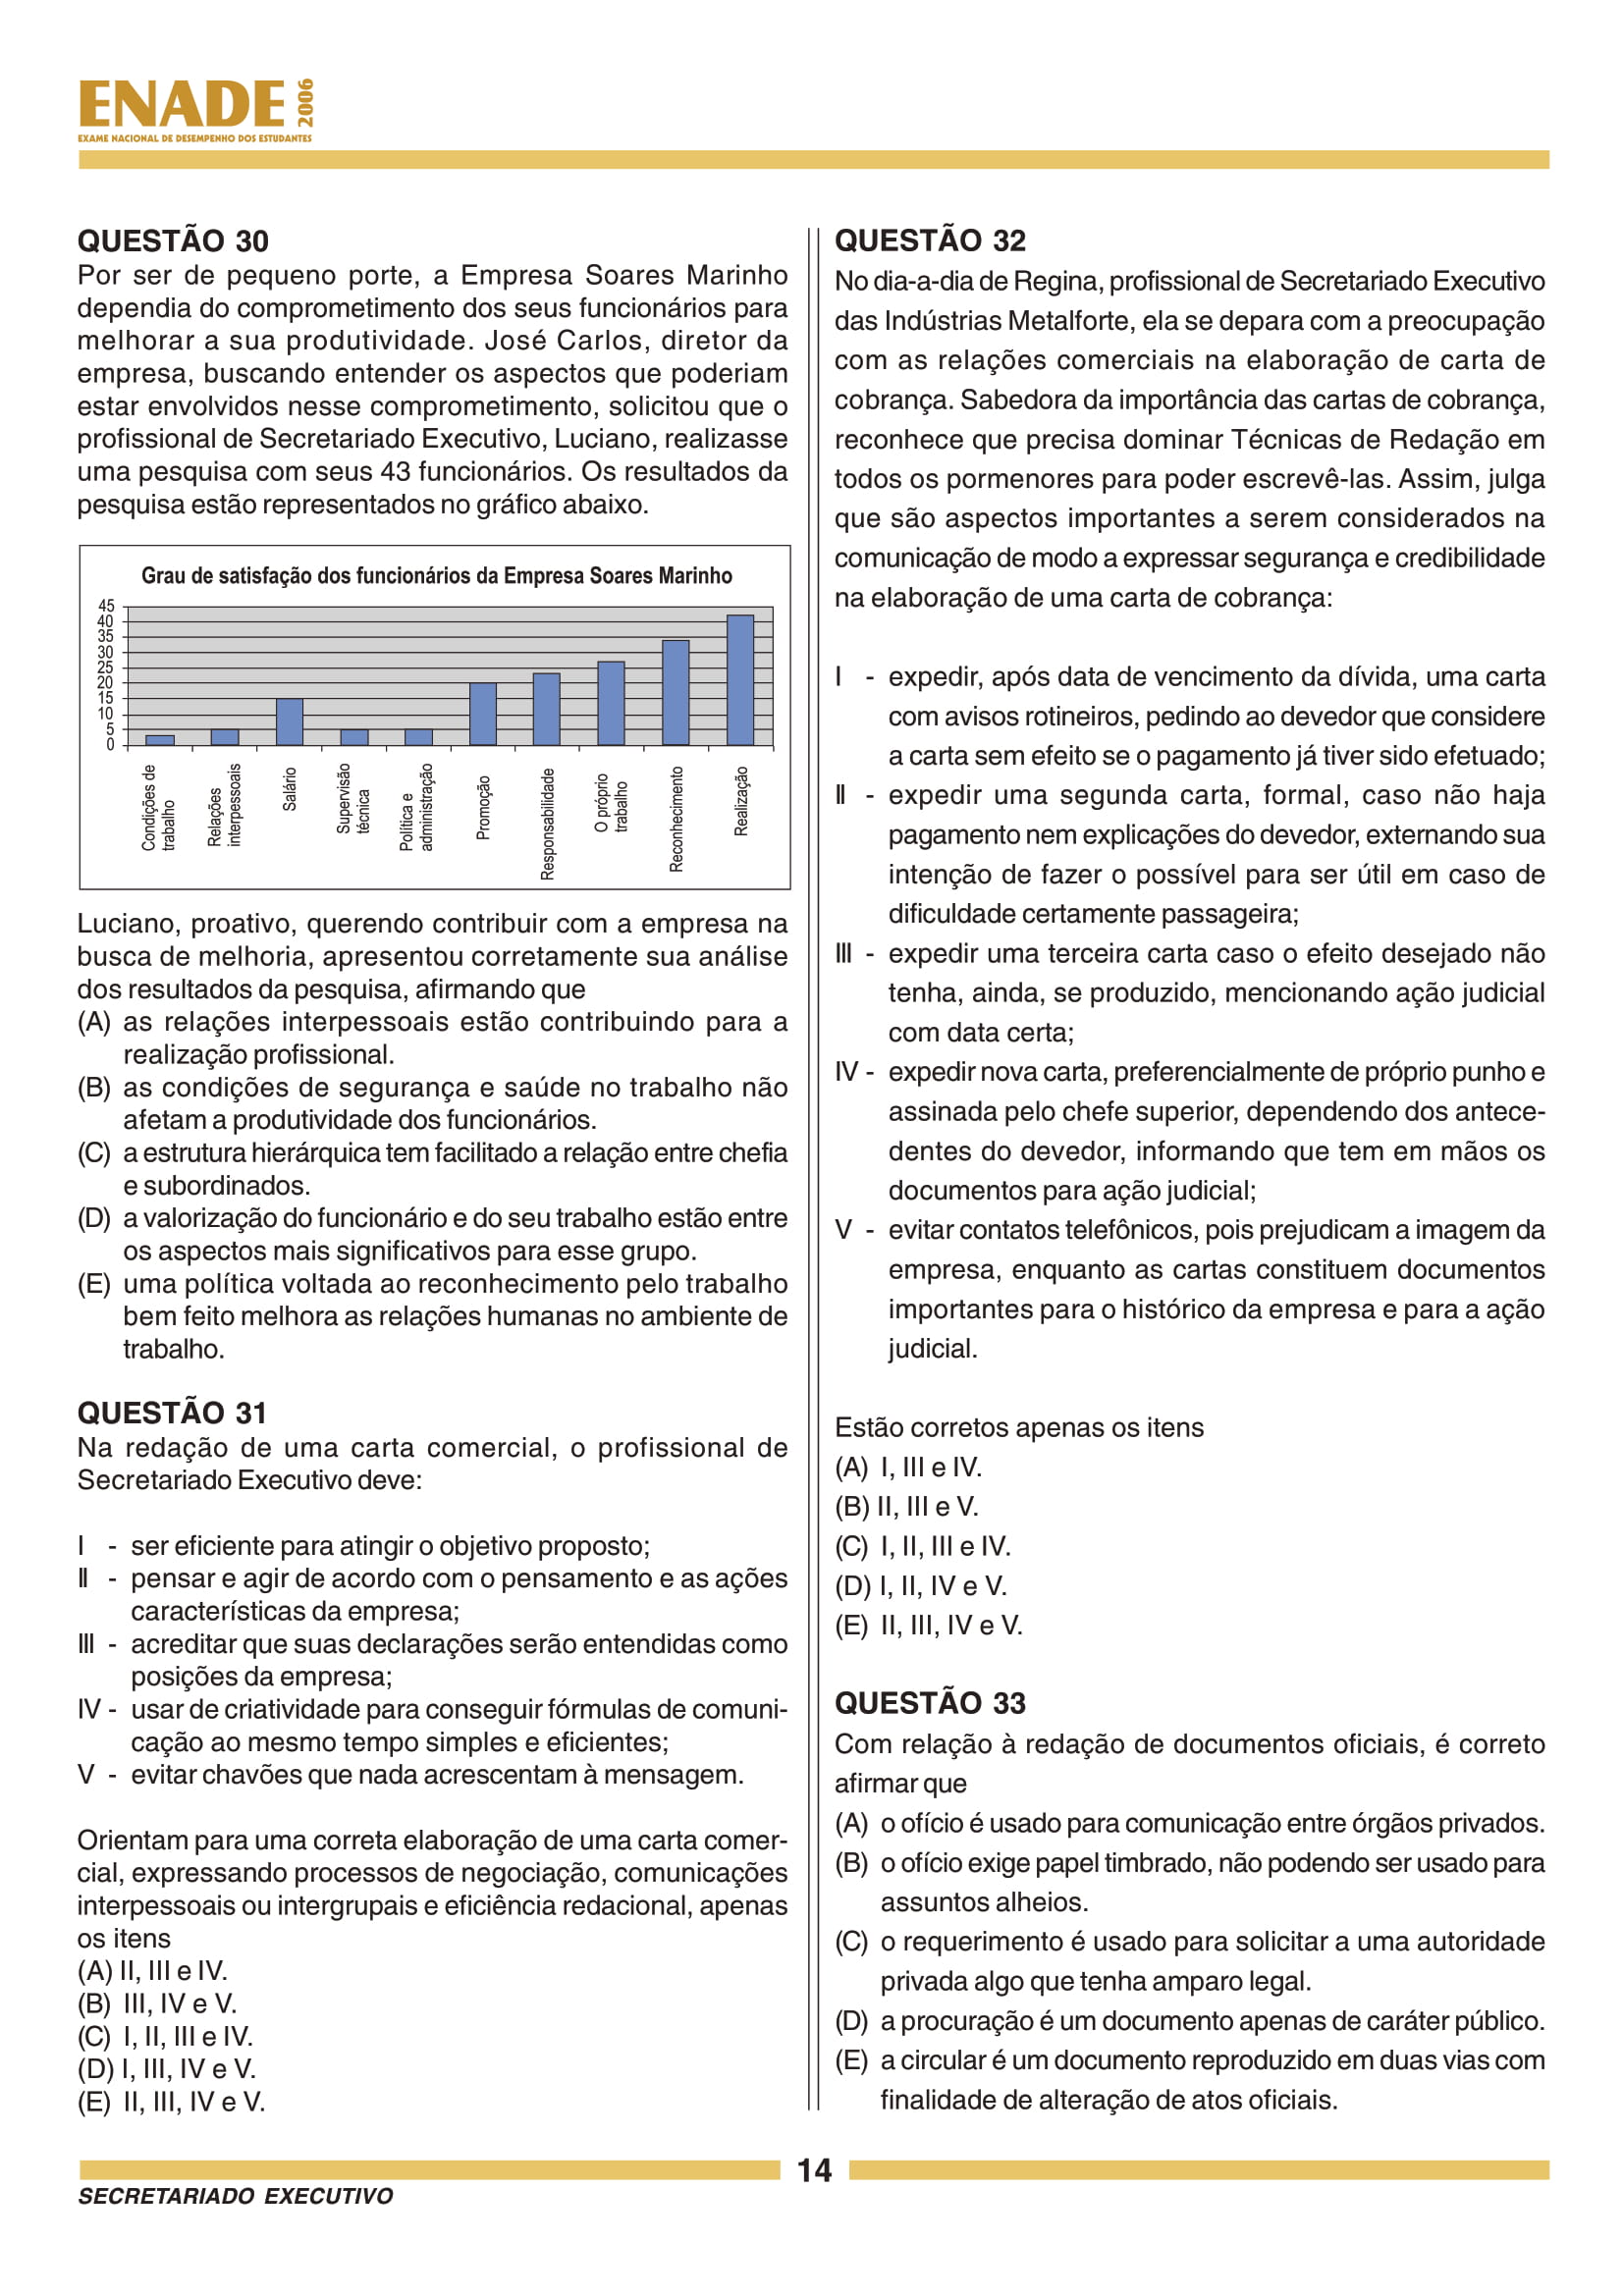 ENADE 2006
EXAME NACIONAL DE DESEMPENHO DOS ESTUDANTES
QUESTÃO 30
Por ser de pequeno porte, a Empresa Soares Marinho
dependia do comprometimento dos seus funcionários para
melhorar a sua produtividade. José Carlos, diretor da
empresa, buscando entender os aspectos que poderiam
estar envolvidos nesse comprometimento, solicitou que o
profissional de Secretariado Executivo, Luciano, realizasse
uma pesquisa com seus 43 funcionários. Os resultados da
pesquisa estão representados no gráfico abaixo.
Grau de satisfação dos funcionários da Empresa Soares Marinho
45
40
35
30
25
20
15
10
5
0
Condições de
trabalho
Relações
interpessoais
Salário
Supervisão
técnica
Política e
administração
Promoção
Responsabilidade
O próprio
trabalho
Reconhecimento
Realização
Luciano, proativo, querendo contribuir com a empresa na
busca de melhoria, apresentou corretamente sua análise
dos resultados da pesquisa, afirmando que
(A) as relações interpessoais estão contribuindo para a
realização profissional.
(B) as condições de segurança e saúde no trabalho não
afetam a produtividade dos funcionários.
(C) a estrutura hierárquica tem facilitado a relação entre chefia
e subordinados.
(D) a valorização do funcionário e do seu trabalho estão entre
os aspectos mais significativos para esse grupo.
(E) uma política voltada ao reconhecimento pelo trabalho
bem feito melhora as relações humanas no ambiente de
trabalho.
QUESTÃO 31
Na redação de uma carta comercial, o profissional de
Secretariado Executivo deve:
I - ser eficiente para atingir o objetivo proposto;
II - pensar e agir de acordo com o pensamento e as ações
características da empresa;
III - acreditar que suas declarações serão entendidas como
posições da empresa;
IV - usar de criatividade para conseguir fórmulas de comuni-
cação ao mesmo tempo simples e eficientes;
V - evitar chavões que nada acrescentam à mensagem.
Orientam para uma correta elaboração de uma carta comer-
cial, expressando processos de negociação, comunicações
interpessoais ou intergrupais e eficiência redacional, apenas
os itens
(A) II, III e IV.
(B) III, IV e V.
(C) I, II, III e IV.
(D) I, III, IV e V.
(E) II, III, IV e V.
QUESTÃO 32
No dia-a-dia de Regina, profissional de Secretariado Executivo
das Indústrias Metalforte, ela se depara com a preocupação
com as relações comerciais na elaboração de carta de
cobrança. Sabedora da importância das cartas de cobrança,
reconhece que precisa dominar Técnicas de Redação em
todos os pormenores para poder escrevê-las. Assim, julga
que são aspectos importantes a serem considerados na
comunicação de modo a expressar segurança e credibilidade
na elaboração de uma carta de cobrança:
I - expedir, após data de vencimento da dívida, uma carta
com avisos rotineiros, pedindo ao devedor que considere
a carta sem efeito se o pagamento já tiver sido efetuado;
II - expedir uma segunda carta, formal, caso não haja
pagamento nem explicações do devedor, externando sua
intenção de fazer o possível para ser útil em caso de
dificuldade certamente passageira;
III - expedir uma terceira carta caso o efeito desejado não
tenha, ainda, se produzido, mencionando ação judicial
com data certa;
IV - expedir nova carta, preferencialmente de próprio punho e
assinada pelo chefe superior, dependendo dos antece-
dentes do devedor, informando que tem em mãos os
documentos para ação judicial;
V - evitar contatos telefônicos, pois prejudicam a imagem da
empresa, enquanto as cartas constituem documentos
importantes para o histórico da empresa e para a ação
judicial.
Estão corretos apenas os itens
(A) I, III e IV.
(B) II, III e V.
(C) I, II, III e IV.
(D) I, II, IV e V.
(E) II, III, IV e V.
QUESTÃO 33
Com relação à redação de documentos oficiais, é correto
afirmar que
(A) o ofício é usado para comunicação entre órgãos privados.
(B) o ofício exige papel timbrado, não podendo ser usado para
assuntos alheios.
(C) o requerimento é usado para solicitar a uma autoridade
privada algo que tenha amparo legal.
(D) a procuração é um documento apenas de caráter público.
(E) a circular é um documento reproduzido em duas vias com
finalidade de alteração de atos oficiais.
14
SECRETARIADO EXECUTIVO